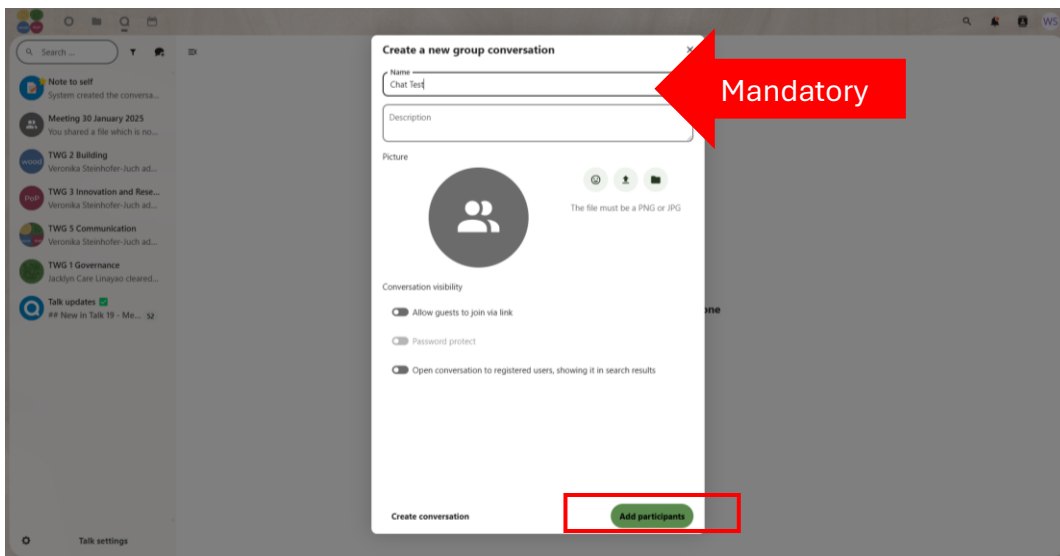 WS
Search ...
Note to self
System created the conversa...
Meeting 30 January 2025
You shared a file which is no...
wood
TWG 2 Building
Veronika Steinhofer-Juch ad...
PoP
TWG 3 Innovation and Rese...
Veronika Steinhofer-Juch ad...
TWG 5 Communication
Veronika Steinhofer-Juch ad...
TWG 1 Governance
Jacklyn Care Linayao cleared...
Talk updates ✅
## New in Talk 19 - Me... 52
Talk settings
Create a new group conversation
Name
Chat Test
Mandatory
Description
Picture
The file must be a PNG or JPG
Conversation visibility
Allow guests to join via link
one
Password protect
Open conversation to registered users, showing it in search results
Create conversation
Add participants